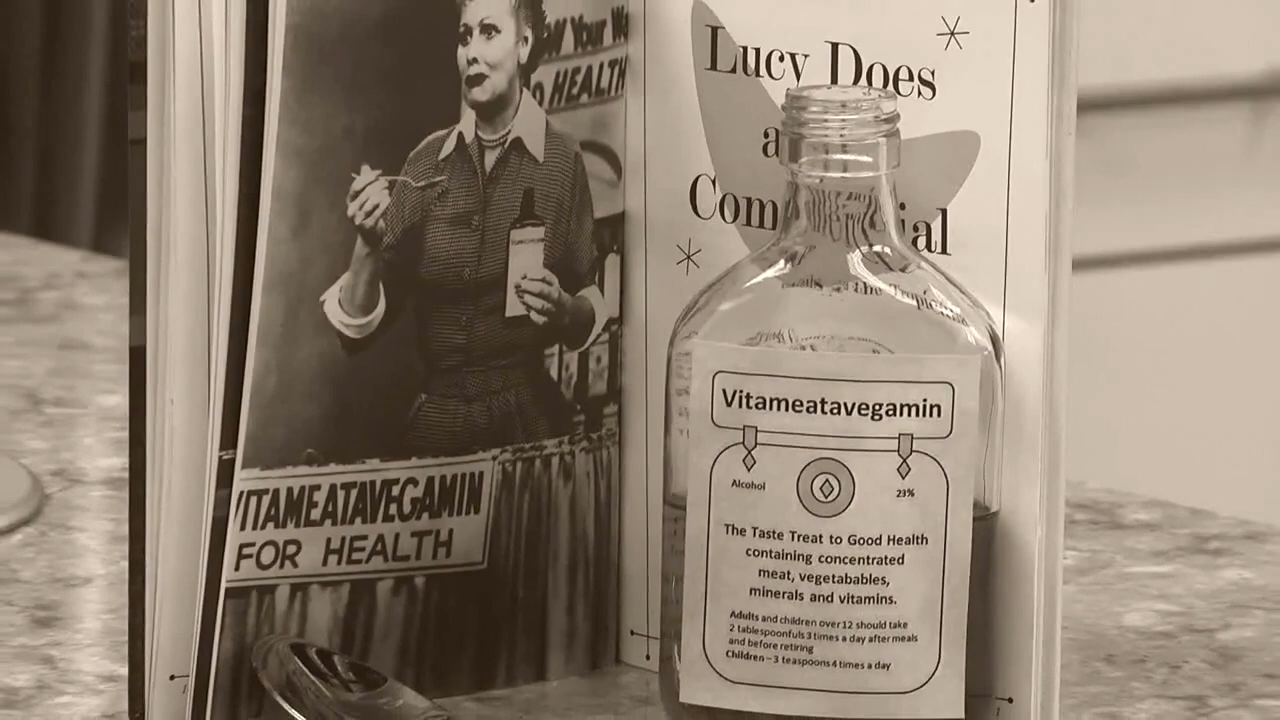 HEALTH
VITAMEATAVEGAMIN
FOR HEALTH
Lucy Does
a
Com ial
the Tropicana
Vitameatavegamin
Alcohol
23%
The Taste Treat to Good Health
containing concentrated
meat, vegetabables,
minerals and vitamins.
Adults and children over 12 should take
2 tablespoonfuls 3 times a day after meals
and before retiring
Children – 3 teaspoons 4 times a day